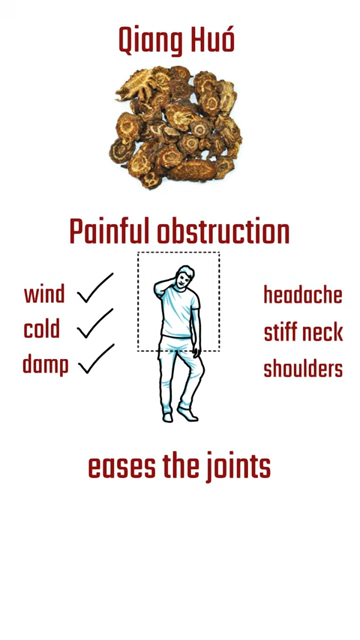 Qiang Huó
Painful obstruction
wind
cold
damp
headache
stiff neck
shoulders
eases the joints